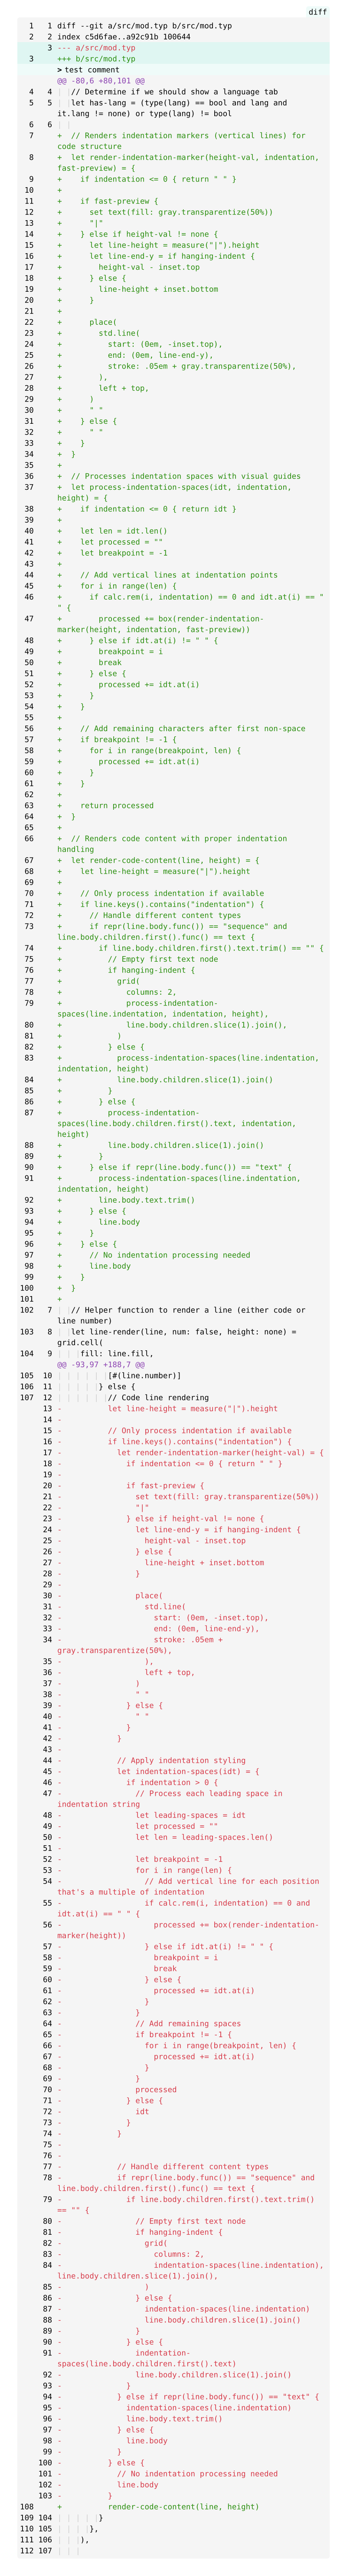 diff
1 1 diff --git a/src/mod.typ b/src/mod.typ
2 2 index c5d6fae..a92c91b 100644
3 --- a/src/mod.typ
3 +++ b/src/mod.typ
> test comment
@@ -80,6 +80,101 @@
4 4 // Determine if we should show a language tab
5 5 let has-lang = (type(lang) == bool and lang and
it.lang != none) or type(lang) != bool
6 6
7 + // Renders indentation markers (vertical lines) for
code structure
8 + let render-indentation-marker(height-val, indentation,
fast-preview) = {
9 + if indentation <= 0 { return " " }
10 +
11 + if fast-preview {
12 + set text(fill: gray.transparentize(50%))
13 + "|"
14 + } else if height-val != none {
15 + let line-height = measure("|").height
16 + let line-end-y = if hanging-indent {
17 + height-val - inset.top
18 + } else {
19 + line-height + inset.bottom
20 + }
21 +
22 + place(
23 + std.line(
24 + start: (0em, -inset.top),
25 + end: (0em, line-end-y),
26 + stroke: .05em + gray.transparentize(50%),
27 + ),
28 + left + top,
29 + )
30 + " "
31 + } else {
32 + " "
33 + }
34 + }
35 +
36 + // Processes indentation spaces with visual guides
37 + let process-indentation-spaces(idt, indentation,
height) = {
38 + if indentation <= 0 { return idt }
39 +
40 + let len = idt.len()
41 + let processed = ""
42 + let breakpoint = -1
43 +
44 + // Add vertical lines at indentation points
45 + for i in range(len) {
46 + if calc.rem(i, indentation) == 0 and idt.at(i) == "
" {
47 + processed += box(render-indentation-
marker(height, indentation, fast-preview))
48 + } else if idt.at(i) != " " {
49 + breakpoint = i
50 + break
51 + } else {
52 + processed += idt.at(i)
53 + }
54 + }
55 +
56 + // Add remaining characters after first non-space
57 + if breakpoint != -1 {
58 + for i in range(breakpoint, len) {
59 + processed += idt.at(i)
60 + }
61 + }
62 +
63 + return processed
64 + }
65 +
66 + // Renders code content with proper indentation
handling
67 + let render-code-content(line, height) = {
68 + let line-height = measure("|").height
69 +
70 + // Only process indentation if available
71 + if line.keys().contains("indentation") {
72 + // Handle different content types
73 + if repr(line.body.func()) == "sequence" and
line.body.children.first().func() == text {
74 + if line.body.children.first().text.trim() == "" {
75 + // Empty first text node
76 + if hanging-indent {
77 + grid(
78 + columns: 2,
79 + process-indentation-
spaces(line.indentation, indentation, height),
80 + line.body.children.slice(1).join(),
81 + )
82 + } else {
83 + process-indentation-spaces(line.indentation,
indentation, height)
84 + line.body.children.slice(1).join()
85 + }
86 + } else {
87 + process-indentation-
spaces(line.body.children.first().text, indentation,
height)
88 + line.body.children.slice(1).join()
89 + }
90 + } else if repr(line.body.func()) == "text" {
91 + process-indentation-spaces(line.indentation,
indentation, height)
92 + line.body.text.trim()
93 + } else {
94 + line.body
95 + }
96 + } else {
97 + // No indentation processing needed
98 + line.body
99 + }
100 + }
101 +
102 7 // Helper function to render a line (either code or
line number)
103 8 let line-render(line, num: false, height: none) =
grid.cell(
104 9 fill: line.fill,
@@ -93,97 +188,7 @@
105 10 [#(line.number)]
106 11 } else {
107 12 // Code line rendering
13 - let line-height = measure("|").height
14 -
15 - // Only process indentation if available
16 - if line.keys().contains("indentation") {
17 - let render-indentation-marker(height-val) = {
18 - if indentation <= 0 { return " " }
19 -
20 - if fast-preview {
21 - set text(fill: gray.transparentize(50%))
22 - "|"
23 - } else if height-val != none {
24 - let line-end-y = if hanging-indent {
25 - height-val - inset.top
26 - } else {
27 - line-height + inset.bottom
28 - }
29 -
30 - place(
31 - std.line(
32 - start: (0em, -inset.top),
33 - end: (0em, line-end-y),
34 - stroke: .05em +
gray.transparentize(50%),
35 - ),
36 - left + top,
37 - )
38 - " "
39 - } else {
40 - " "
41 - }
42 - }
43 -
44 - // Apply indentation styling
45 - let indentation-spaces(idt) = {
46 - if indentation > 0 {
47 - // Process each leading space in
indentation string
48 - let leading-spaces = idt
49 - let processed = ""
50 - let len = leading-spaces.len()
51 -
52 - let breakpoint = -1
53 - for i in range(len) {
54 - // Add vertical line for each position
that's a multiple of indentation
55 - if calc.rem(i, indentation) == 0 and
idt.at(i) == " " {
56 - processed += box(render-indentation-
marker(height))
57 - } else if idt.at(i) != " " {
58 - breakpoint = i
59 - break
60 - } else {
61 - processed += idt.at(i)
62 - }
63 - }
64 - // Add remaining spaces
65 - if breakpoint != -1 {
66 - for i in range(breakpoint, len) {
67 - processed += idt.at(i)
68 - }
69 - }
70 - processed
71 - } else {
72 - idt
73 - }
74 - }
75 -
76 -
77 - // Handle different content types
78 - if repr(line.body.func()) == "sequence" and
line.body.children.first().func() == text {
79 - if line.body.children.first().text.trim()
== "" {
80 - // Empty first text node
81 - if hanging-indent {
82 - grid(
83 - columns: 2,
84 - indentation-spaces(line.indentation),
line.body.children.slice(1).join(),
85 - )
86 - } else {
87 - indentation-spaces(line.indentation)
88 - line.body.children.slice(1).join()
89 - }
90 - } else {
91 - indentation-
spaces(line.body.children.first().text)
92 - line.body.children.slice(1).join()
93 - }
94 - } else if repr(line.body.func()) == "text" {
95 - indentation-spaces(line.indentation)
96 - line.body.text.trim()
97 - } else {
98 - line.body
99 - }
100 - } else {
101 - // No indentation processing needed
102 - line.body
103 - }
108 + render-code-content(line, height)
109 104 }
110 105 },
111 106 ),
112 107